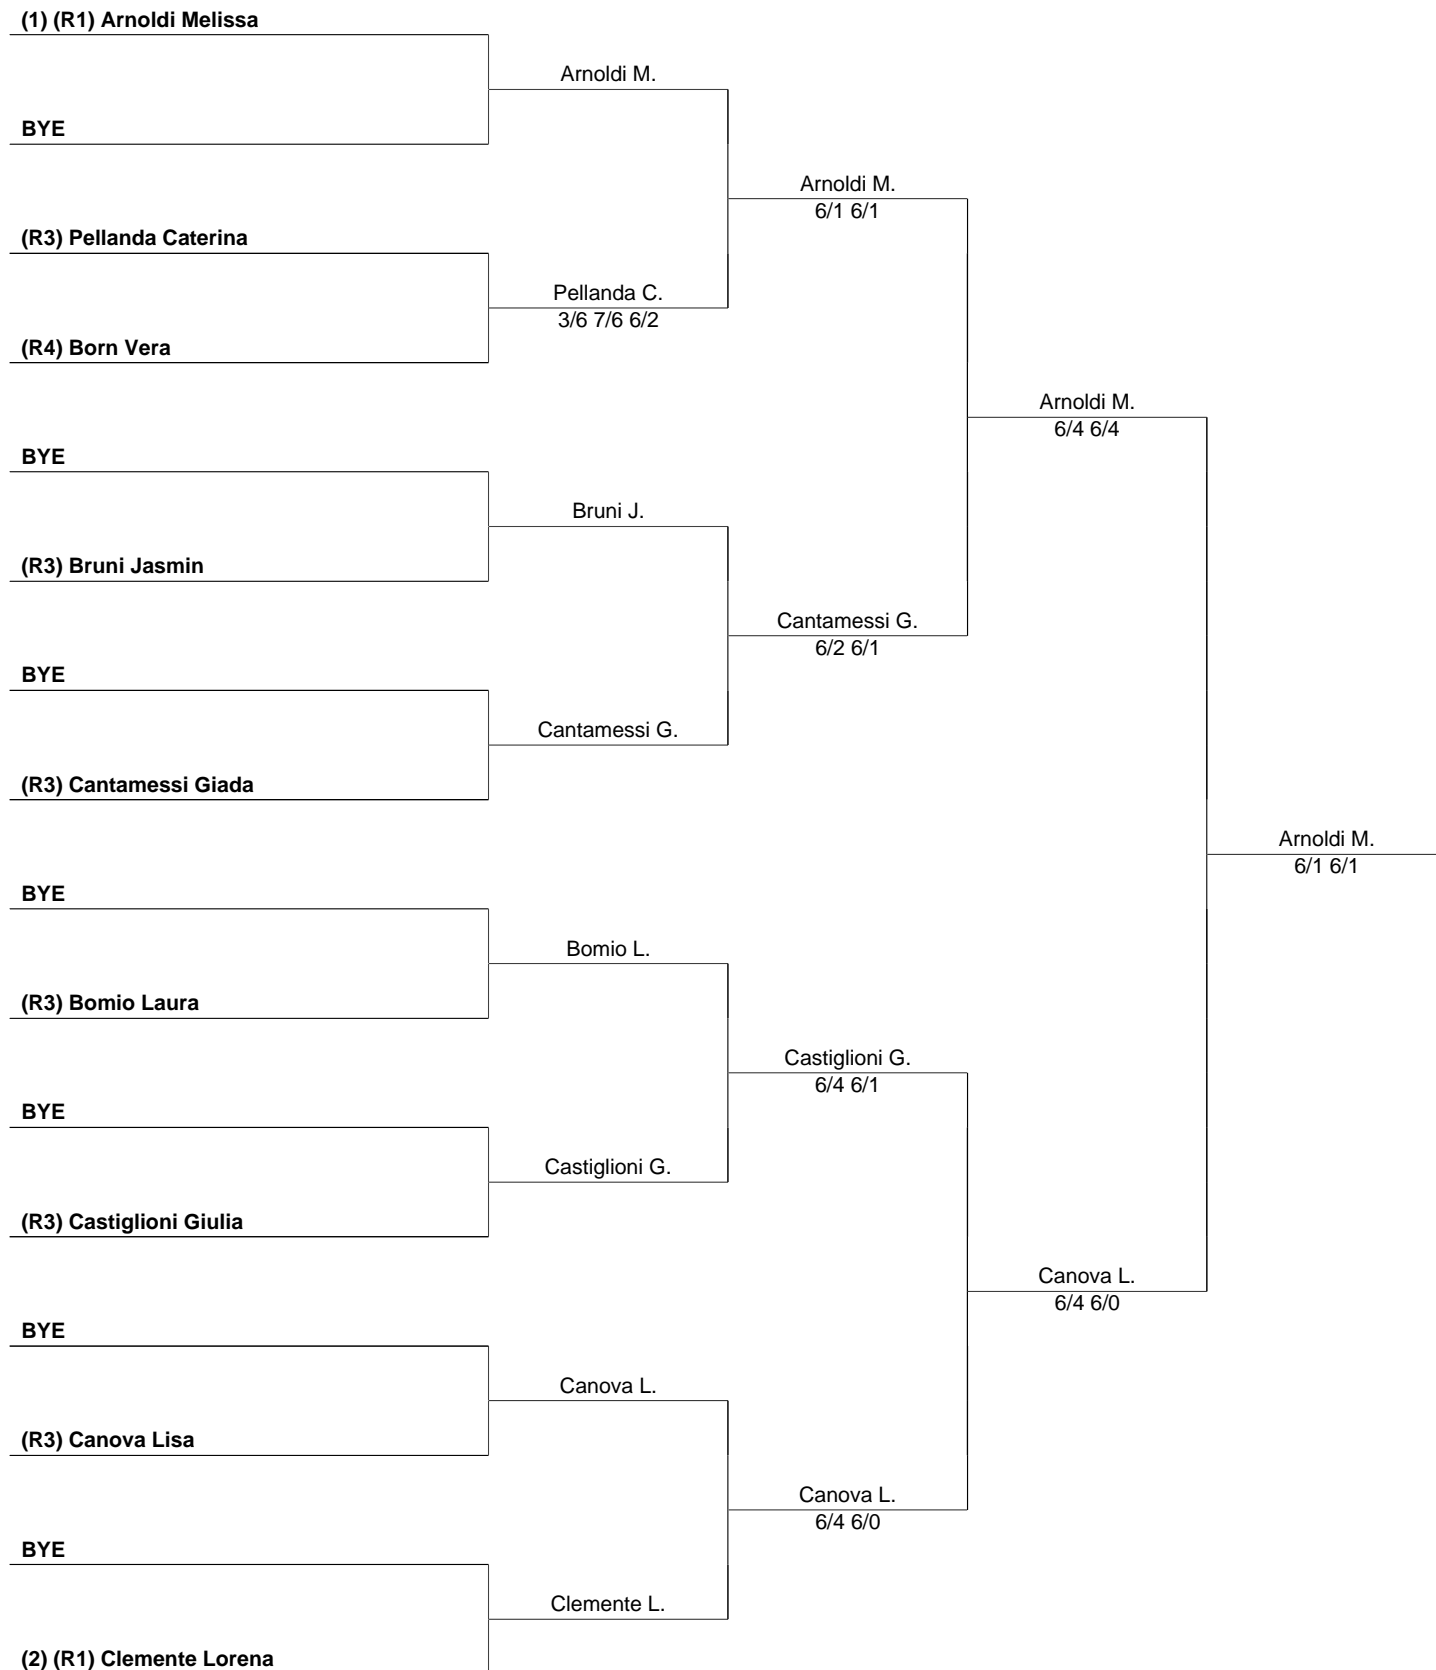 (1) (R1) Arnoldi Melissa
Arnoldi M.
BYE
Arnoldi M.
6/1 6/1
(R3) Pellanda Caterina
Pellanda C.
3/6 7/6 6/2
(R4) Born Vera
Arnoldi M.
6/4 6/4
BYE
Bruni J.
(R3) Bruni Jasmin
Cantamessi G.
6/2 6/1
BYE
Cantamessi G.
(R3) Cantamessi Giada
Arnoldi M.
6/1 6/1
BYE
Bomio L.
(R3) Bomio Laura
Castiglioni G.
6/4 6/1
BYE
Castiglioni G.
(R3) Castiglioni Giulia
Canova L.
6/4 6/0
BYE
Canova L.
(R3) Canova Lisa
Canova L.
6/4 6/0
BYE
Clemente L.
(2) (R1) Clemente Lorena